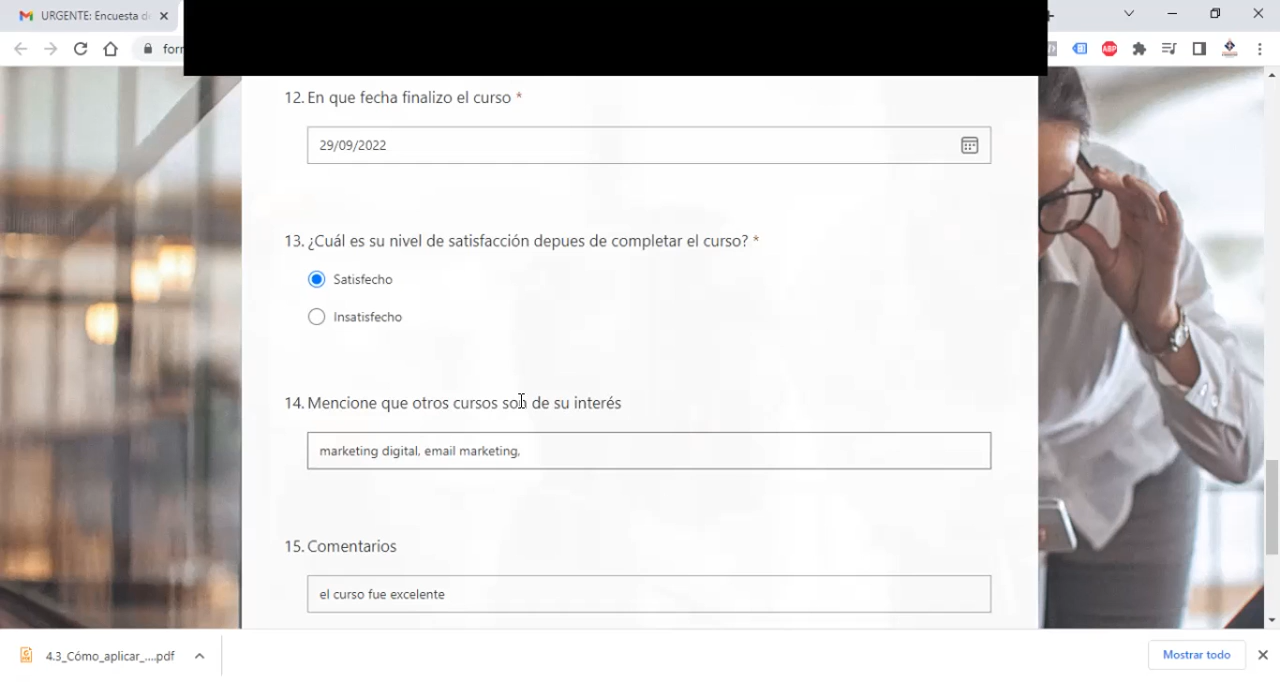 URGENTE: Encuesta d
form
ABP
12. En que fecha finalizo el curso *
29/09/2022
13. ¿Cuál es su nivel de satisfacción depues de completar el curso? *
Satisfecho
Insatisfecho
14. Mencione que otros cursos son de su interés
marketing digital, email marketing,
15. Comentarios
el curso fue excelente
4.3_Cómo_aplicar_....pdf
Mostrar todo